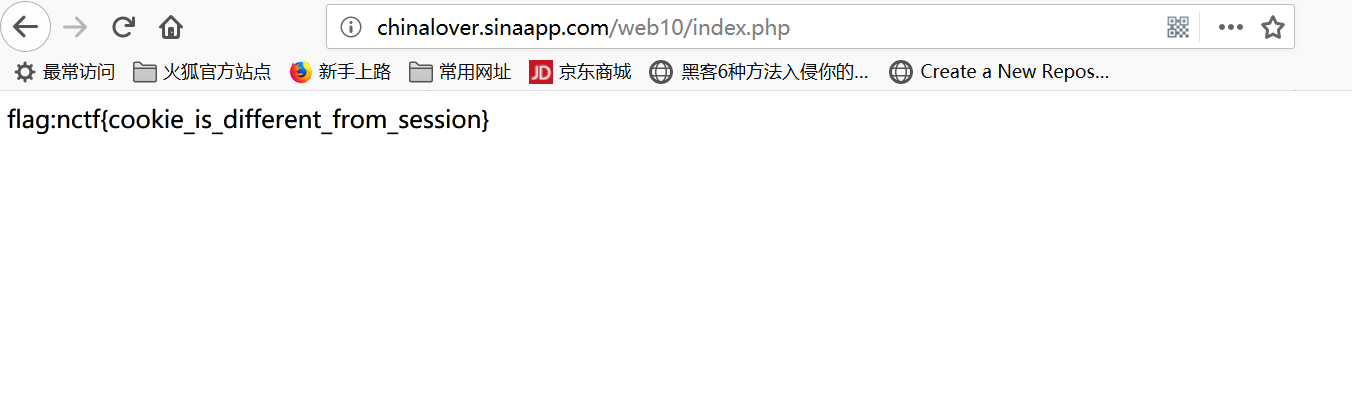 chinalover.sinaapp.com/web10/index.php
最常访问 火狐官方站点 新手上路 常用网址 JD 京东商城 黑客6种方法入侵你的... Create a New Repos...
flag:nctf{cookie_is_different_from_session}